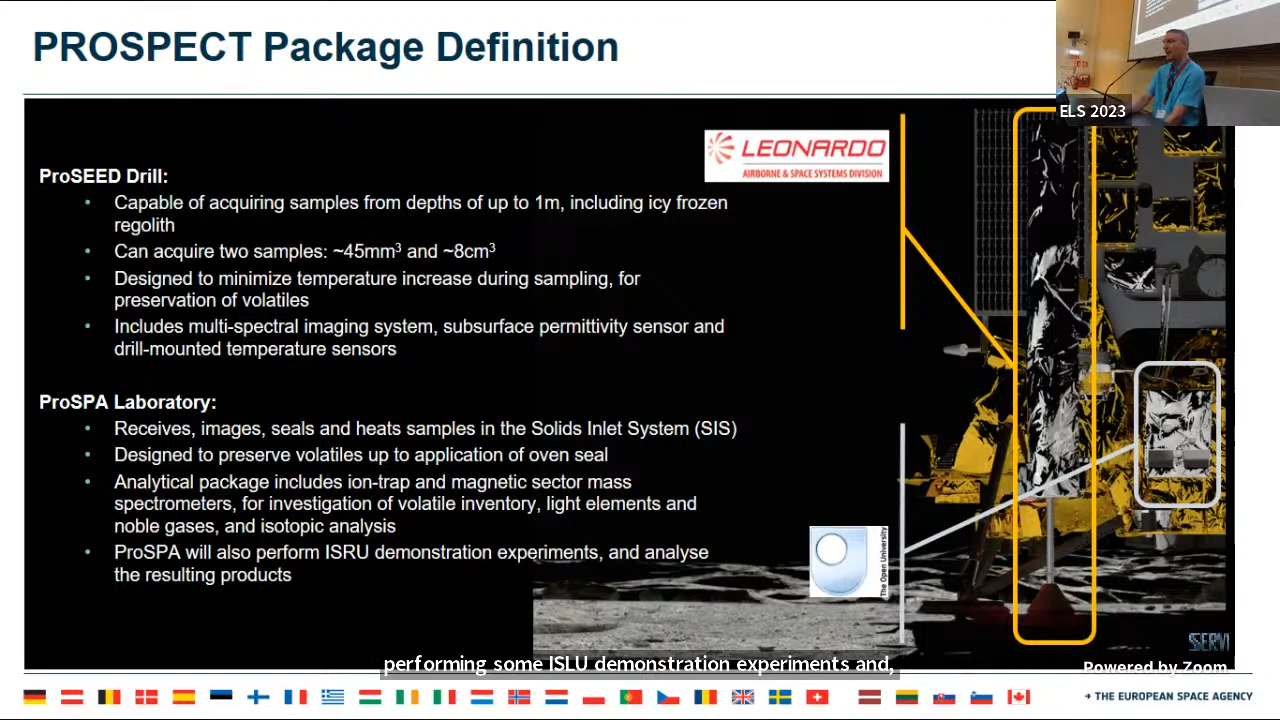 PROSPECT Package Definition
ELS 2023
LEONARDO
AIRBORNE & SPACE SYSTEMS DIVISION
ProSEED Drill:
• Capable of acquiring samples from depths of up to 1m, including icy frozen
regolith
• Can acquire two samples: ~45mm³ and ~8cm³
• Designed to minimize temperature increase during sampling, for
preservation of volatiles
• Includes multi-spectral imaging system, subsurface permittivity sensor and
drill-mounted temperature sensors
ProSPA Laboratory:
• Receives, images, seals and heats samples in the Solids Inlet System (SIS)
• Designed to preserve volatiles up to application of oven seal
• Analytical package includes ion-trap and magnetic sector mass
spectrometers, for investigation of volatile inventory, light elements and
noble gases, and isotopic analysis
• ProSPA will also perform ISRU demonstration experiments, and analyse
the resulting products
The Open University
SSERVI
performing some ISLU demonstration experiments and,
Powered by Zoom
→ THE EUROPEAN SPACE AGENCY